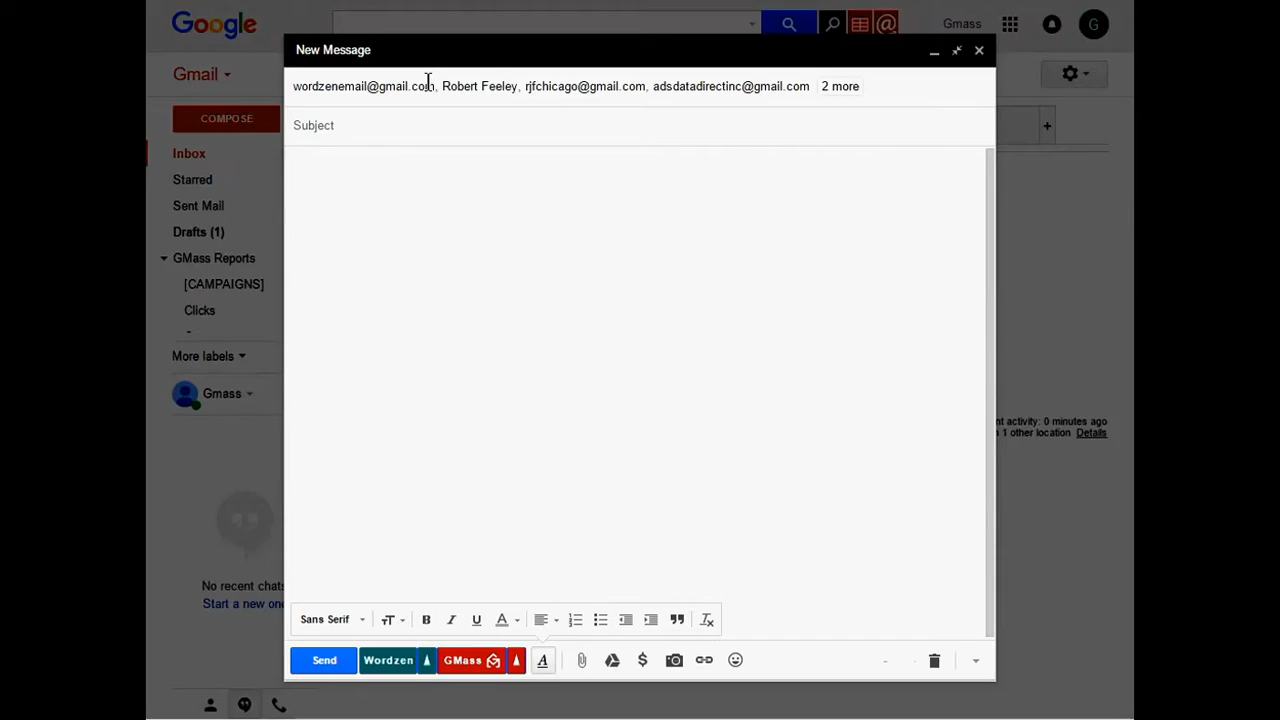 Google
Gmass
G
New Message
Gmail
wordzenemail@gmail.com, Robert Feeley, rjfchicago@gmail.com, adsdatadirectinc@gmail.com 2 more
COMPOSE
Subject
+
Inbox
Starred
Sent Mail
Drafts (1)
GMass Reports
[CAMPAIGNS]
Clicks
More labels
Gmass
nt activity: 0 minutes ago
n 1 other location Details
No recent chats
Start a new one
Sans Serif
Send
Wordzen
GMass